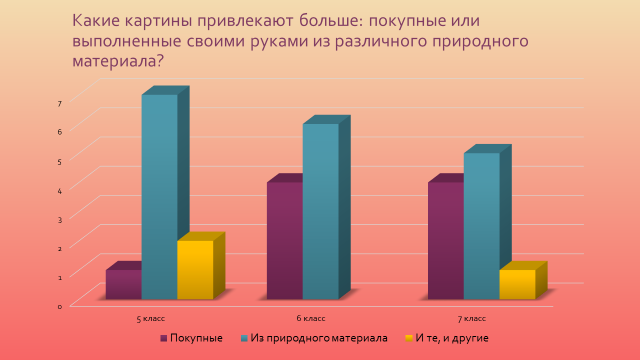 Какие картины привлекают больше: покупные или
выполненные своими руками из различного природного
материала?
7
6
5
4
3
2
1
0
5 класс 6 класс 7 класс
Покупные Из природного материала И те, и другие